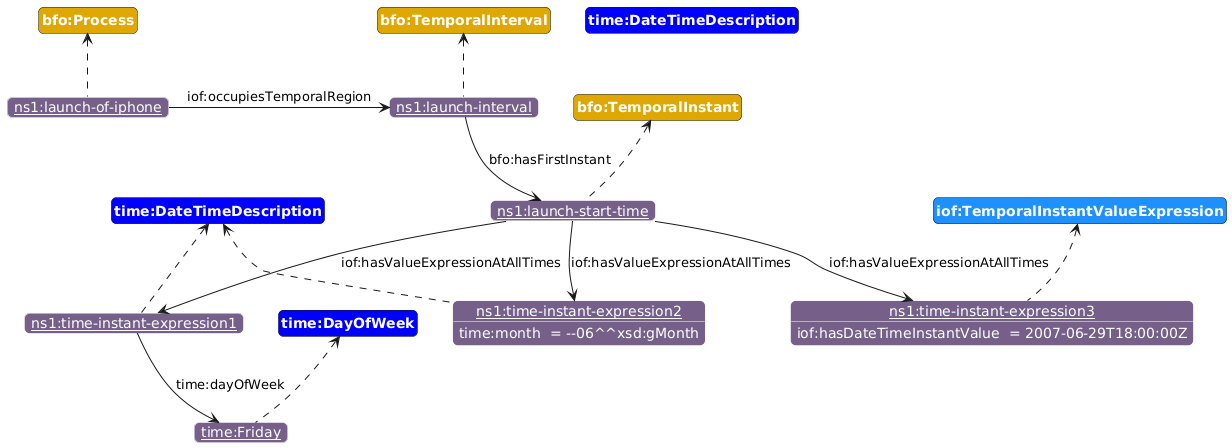 bfo:Process
bfo:TemporalInterval
time:DateTimeDescription
ns1:launch-of-iphone
iof:occupiesTemporalRegion
ns1:launch-interval
bfo:TemporalInstant
bfo:hasFirstInstant
time:DateTimeDescription
ns1:launch-start-time
iof:TemporalInstantValueExpression
iof:hasValueExpressionAtAllTimes
iof:hasValueExpressionAtAllTimes
iof:hasValueExpressionAtAllTimes
ns1:time-instant-expression1
time:DayOfWeek
ns1:time-instant-expression2
time:month = --06^^xsd:gMonth
ns1:time-instant-expression3
iof:hasDateTimeInstantValue = 2007-06-29T18:00:00Z
time:dayOfWeek
time:Friday